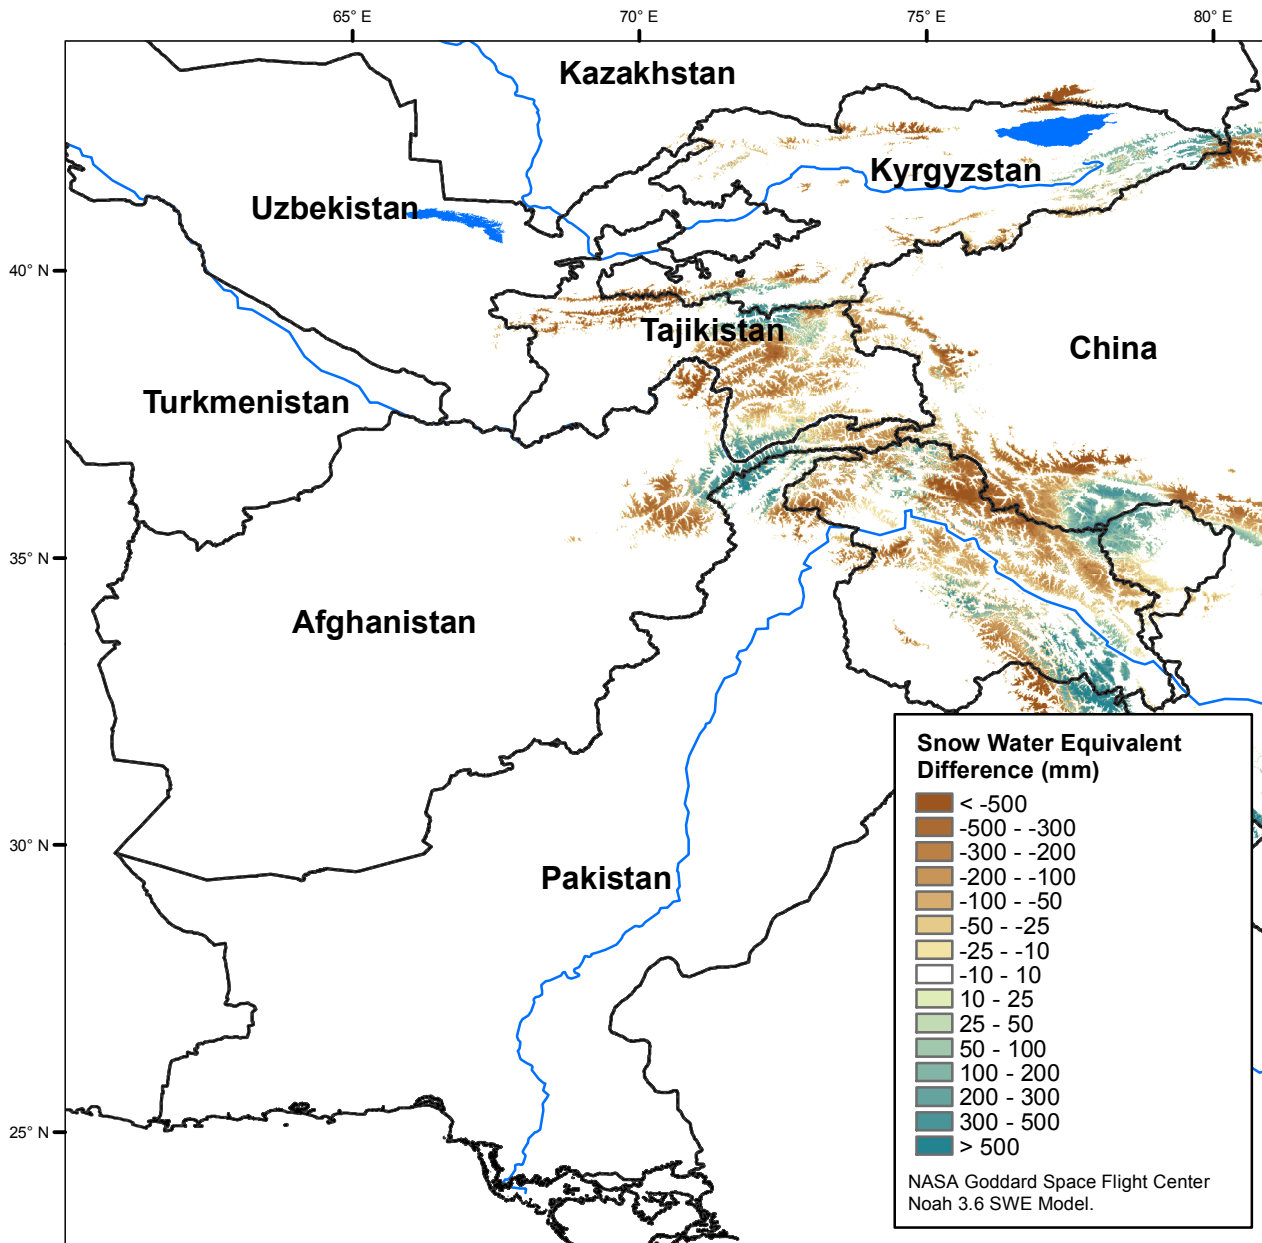 65° E
70° E
75° E
80° E
Kazakhstan
Kyrgyzstan
Uzbekistan
40° N
Tajikistan
China
Turkmenistan
35° N
Afghanistan
Snow Water Equivalent
Difference (mm)
< -500
-500 - -300
-300 - -200
-200 - -100
-100 - -50
-50 - -25
-25 - -10
-10 - 10
10 - 25
25 - 50
50 - 100
100 - 200
200 - 300
300 - 500
> 500
NASA Goddard Space Flight Center
Noah 3.6 SWE Model.
30° N
Pakistan
25° N